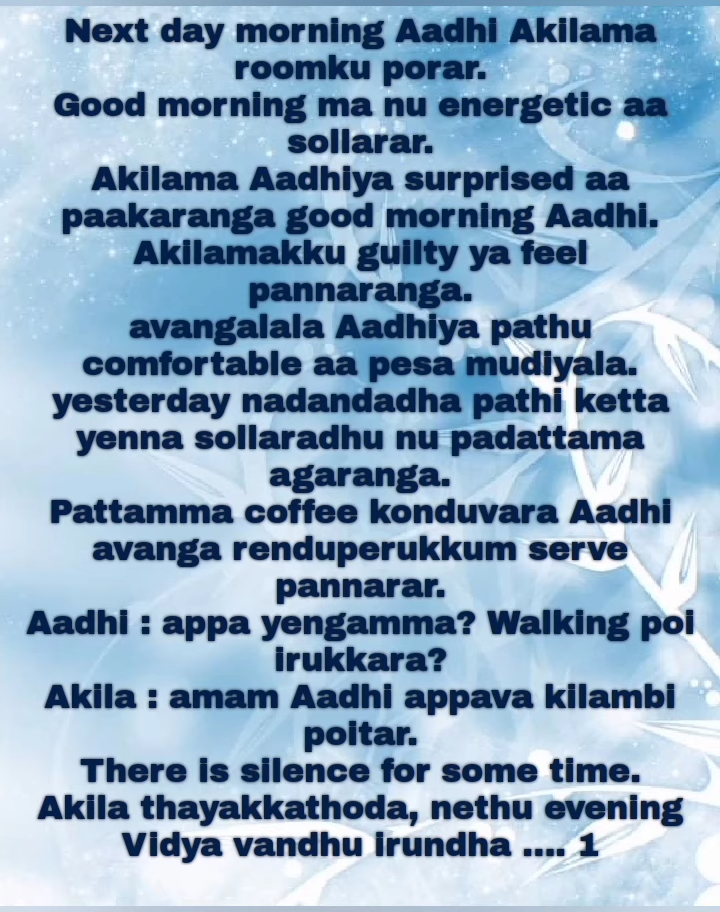 Next day morning Aadhi Akilama
roomku porar.
Good morning ma nu energetic aa
sollarar.
Akilama Aadhiya surprised aa
paakaranga good morning Aadhi.
Akilamakku guilty ya feel
pannaranga.
avangalala Aadhiya pathu
comfortable aa pesa mudiyala.
yesterday nadandadha pathi ketta
yenna sollaradhu nu padattama
agaranga.
Pattamma coffee konduvara Aadhi
avanga renduperukkum serve
pannarar.
Aadhi : appa yengamma? Walking poi
irukkara?
Akila : amam Aadhi appava kilambi
poitar.
There is silence for some time.
Akila thayakkathoda, nethu evening
Vidya vandhu irundha .... 1